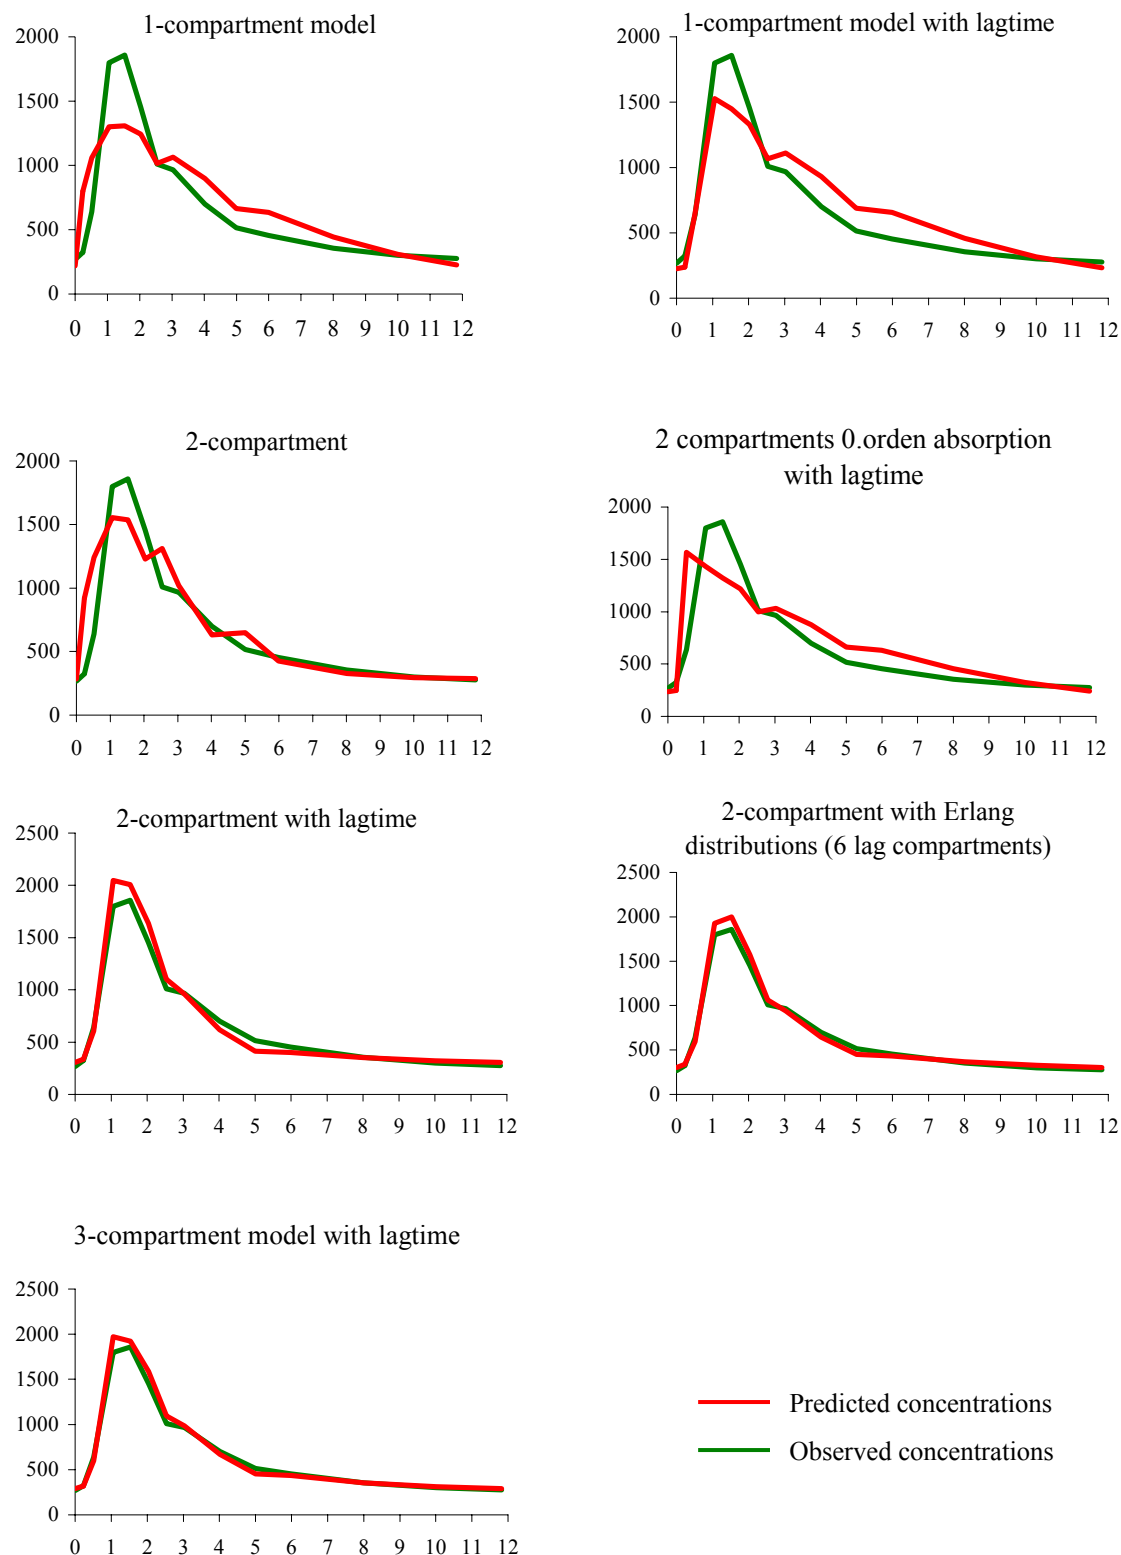 1-compartment model
2000
1500
1000
500
0
0 1 2 3 4 5 6 7 8 9 10 11 12
1-compartment model with lagtime
2000
1500
1000
500
0
0 1 2 3 4 5 6 7 8 9 10 11 12
2-compartment
2000
1500
1000
500
0
0 1 2 3 4 5 6 7 8 9 10 11 12
2 compartments 0.orden absorption
with lagtime
2000
1500
1000
500
0
0 1 2 3 4 5 6 7 8 9 10 11 12
2-compartment with lagtime
2500
2000
1500
1000
500
0
0 1 2 3 4 5 6 7 8 9 10 11 12
2-compartment with Erlang
distributions (6 lag compartments)
2500
2000
1500
1000
500
0
0 1 2 3 4 5 6 7 8 9 10 11 12
3-compartment model with lagtime
2500
2000
1500
1000
500
0
0 1 2 3 4 5 6 7 8 9 10 11 12
Predicted concentrations
Observed concentrations